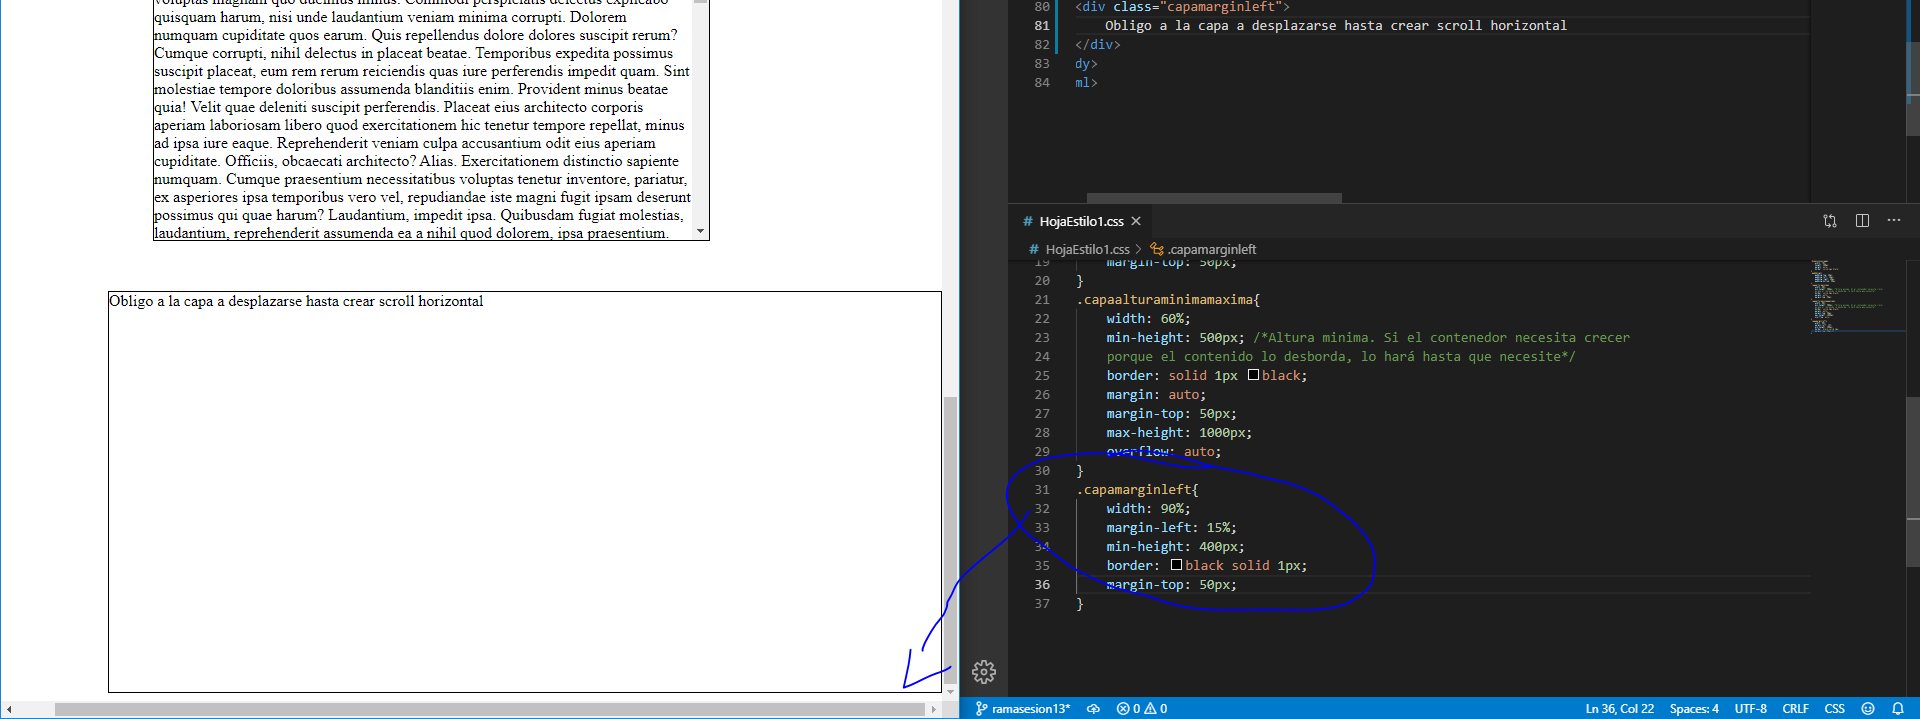 voluptas magnam quo ducimus minus. Commodi perspiciatis delectus explicabo
quisquam harum, nisi unde laudantium veniam minima corrupti. Dolorem
numquam cupiditate quos earum. Quis repellendus dolore dolores suscipit rerum?
Cumque corrupti, nihil delectus in placeat beatae. Temporibus expedita possimus
suscipit placeat, eum rem rerum reiciendis quas iure perferendis impedit quam. Sint
molestiae tempore doloribus assumenda blanditiis enim. Provident minus beatae
quia! Velit quae deleniti suscipit perferendis. Placeat eius architecto corporis
aperiam laboriosam libero quod exercitationem hic tenetur tempore repellat, minus
ad ipsa iure eaque. Reprehenderit veniam culpa accusantium odit eius aperiam
cupiditate. Officiis, obcaecati architecto? Alias. Exercitationem distinctio sapiente
numquam. Cumque praesentium necessitatibus voluptas tenetur inventore, pariatur,
ex asperiores ipsa temporibus vero vel, repudiandae iste magni fugit ipsam deserunt
possimus qui quae harum? Laudantium, impedit ipsa. Quibusdam fugiat molestias,
laudantium, reprehenderit assumenda ea a nihil quod dolorem, ipsa praesentium.
Obligo a la capa a desplazarse hasta crear scroll horizontal
80 <div class="capamarginleft">
81 Obligo a la capa a desplazarse hasta crear scroll horizontal
82 </div>
83 dy>
84 ml>
# HojaEstilo1.css ×
# HojaEstilo1.css > .capamarginleft
19 margin-top: 50px;
20 }
21 .capaalturaminimamaxima{
22 width: 60%;
23 min-height: 500px; /*Altura minima. Si el contenedor necesita crecer
24 porque el contenido lo desborda, lo hará hasta que necesite*/
25 border: solid 1px black;
26 margin: auto;
27 margin-top: 50px;
28 max-height: 1000px;
29 overflow: auto;
30 }
31 .capamarginleft{
32 width: 90%;
33 margin-left: 15%;
34 min-height: 400px;
35 border: black solid 1px;
36 margin-top: 50px;
37 }
ramasesion13* 0 0 Ln 36, Col 22 Spaces: 4 UTF-8 CRLF CSS